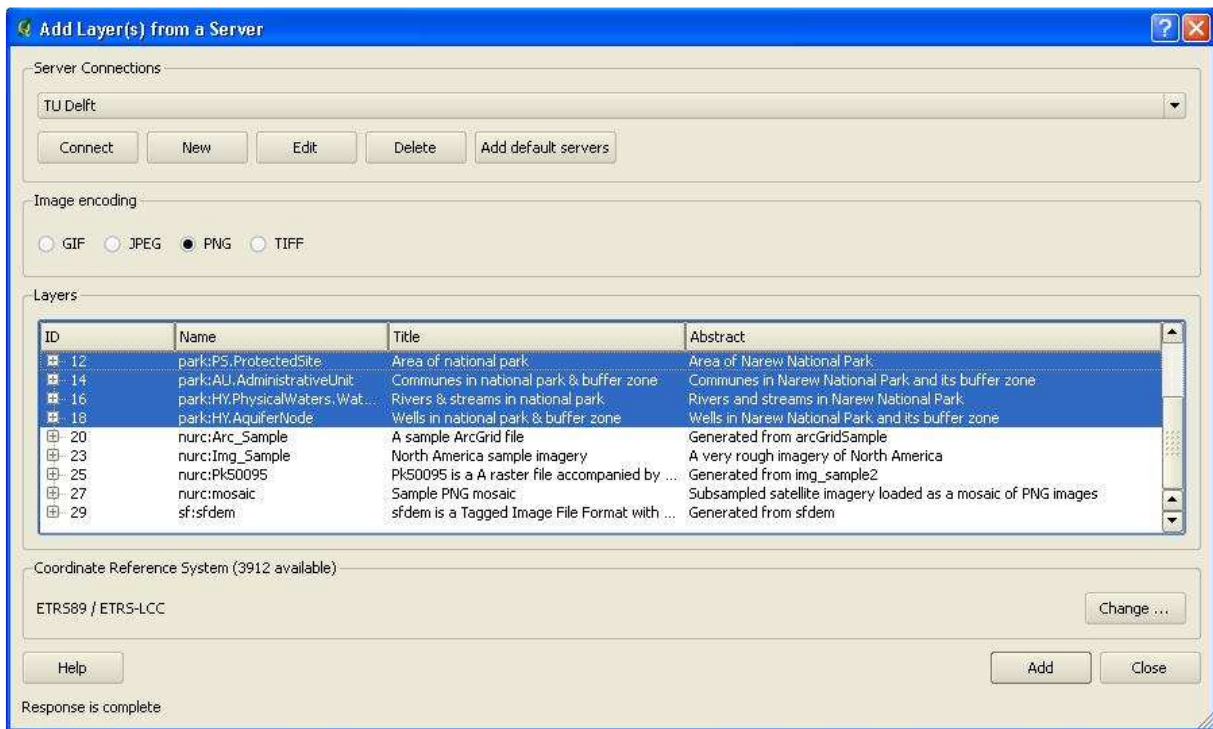 Add Layer(s) from a Server
Server Connections
TU Delft
Connect New Edit Delete Add default servers
Image encoding
GIF JPEG PNG TIFF
Layers
ID Name Title Abstract
12 park:PS.ProtectedSite Area of national park Area of Narew National Park
14 park:AU.AdministrativeUnit Communes in national park & buffer zone Communes in Narew National Park and its buffer zone
16 park:HY.PhysicalWaters.Wat... Rivers & streams in national park Rivers and streams in Narew National Park
18 park:HY.AquiferNode Wells in national park & buffer zone Wells in Narew National Park and its buffer zone
20 nurc:Arc_Sample A sample ArcGrid file Generated from arcGridSample
23 nurc:Img_Sample North America sample imagery A very rough imagery of North America
25 nurc:Pk50095 Pk50095 is a A raster file accompanied by ... Generated from img_sample2
27 nurc:mosaic Sample PNG mosaic Subsampled satellite imagery loaded as a mosaic of PNG images
29 sf:sfdem sfdem is a Tagged Image File Format with ... Generated from sfdem
Coordinate Reference System (3912 available)
ETRS89 / ETRS-LCC Change ...
Help Add Close
Response is complete